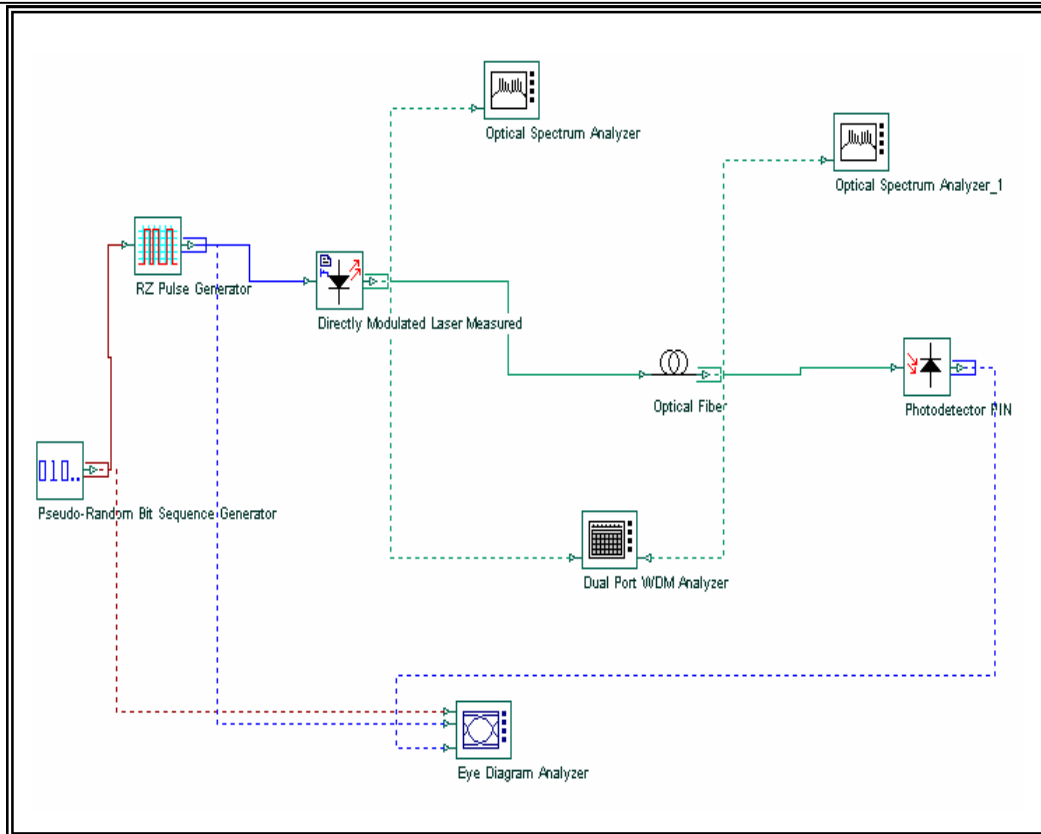 Optical Spectrum Analyzer
Optical Spectrum Analyzer_1
RZ Pulse Generator
Directly Modulated Laser Measured
Optical Fiber
Photodetector PIN
010..
Pseudo-Random Bit Sequence Generator
Dual Port WDM Analyzer
Eye Diagram Analyzer